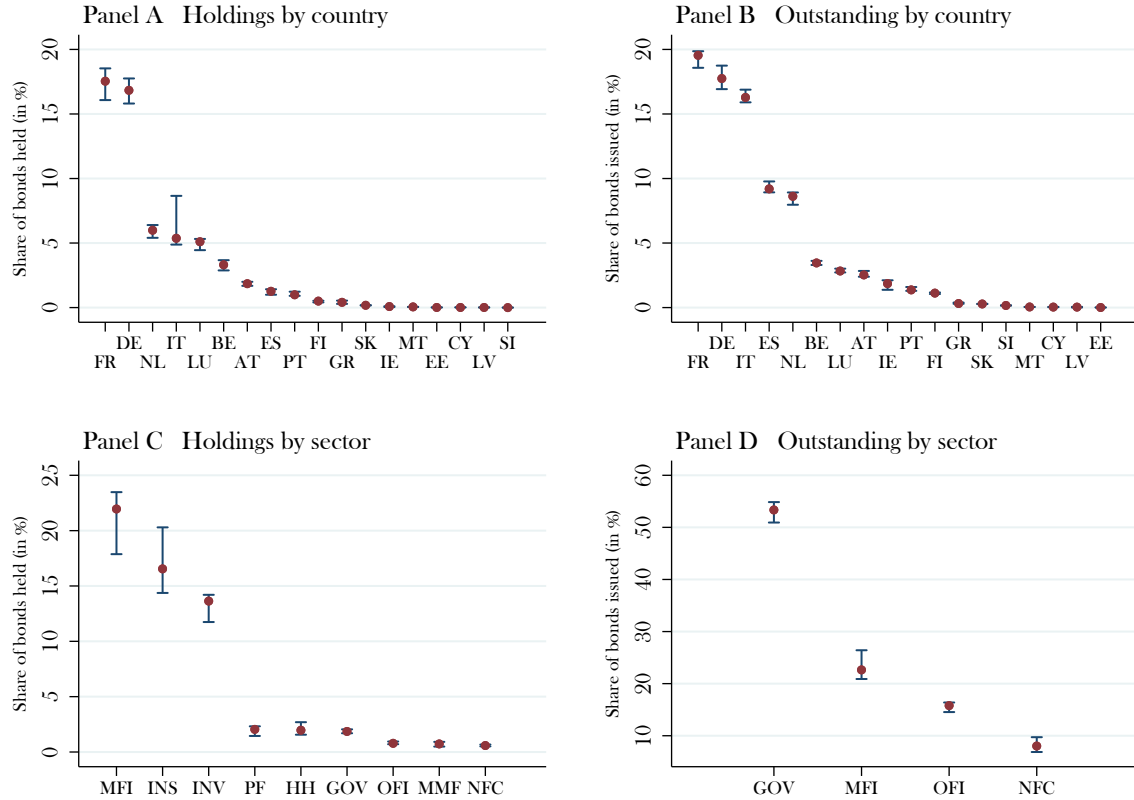 Panel A Holdings by country
Share of bonds held (in %)
20
15
10
5
0
DE IT BE ES FI SK MT CY SI
FR NL LU AT PT GR IE EE LV
Panel B Outstanding by country
Share of bonds issued (in %)
20
15
10
5
0
DE ES BE AT PT GR SI CY EE
FR IT NL LU IE FI SK MT LV
Panel C Holdings by sector
Share of bonds held (in %)
25
20
15
10
5
0
MFI INS INV PF HH GOV OFI MMF NFC
Panel D Outstanding by sector
Share of bonds issued (in %)
60
50
40
30
20
10
GOV MFI OFI NFC